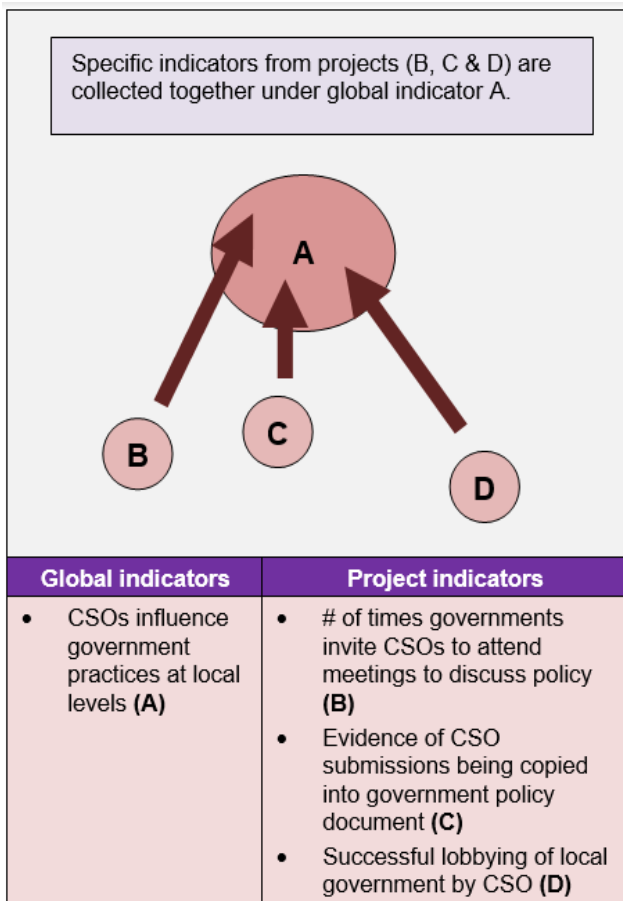 Specific indicators from projects (B, C & D) are
collected together under global indicator A.
A
B
C
D
Global indicators
Project indicators
• CSOs influence
government
practices at local
levels (A)
• # of times governments
invite CSOs to attend
meetings to discuss policy
(B)
• Evidence of CSO
submissions being copied
into government policy
document (C)
• Successful lobbying of local
government by CSO (D)